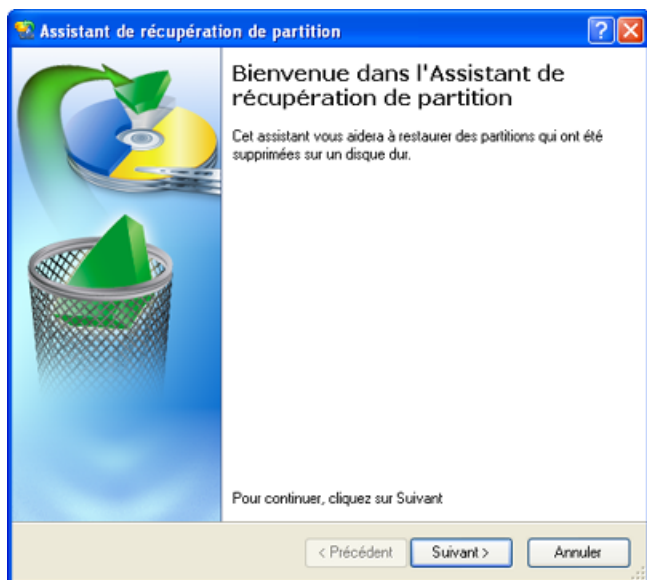 Assistant de récupération de partition
Bienvenue dans l'Assistant de
récupération de partition
Cet assistant vous aidera à restaurer des partitions qui ont été
supprimées sur un disque dur.
Pour continuer, cliquez sur Suivant
< Précédent Suivant > Annuler